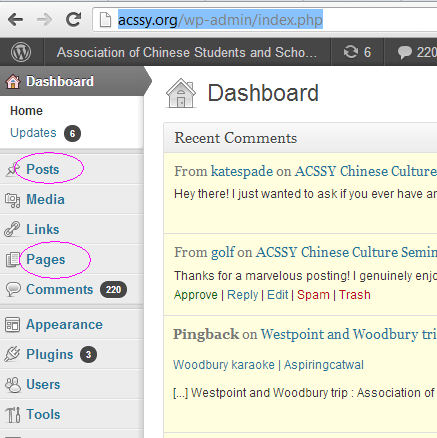 acssy.org/wp-admin/index.php
Association of Chinese Students and Scho... 6 220
Dashboard
Home
Updates 6
Posts
Media
Links
Pages
Comments 220
Appearance
Plugins 3
Users
Tools
Dashboard
Recent Comments
From katespade on ACSSY Chinese Culture
Hey there! I just wanted to ask if you ever have an
From golf on ACSSY Chinese Culture Semin
Thanks for a marvelous posting! I genuinely enjo
Approve | Reply | Edit | Spam | Trash
Pingback on Westpoint and Woodbury tri
Woodbury karaoke | Aspiringcatwal
[...] Westpoint and Woodbury trip : Association of